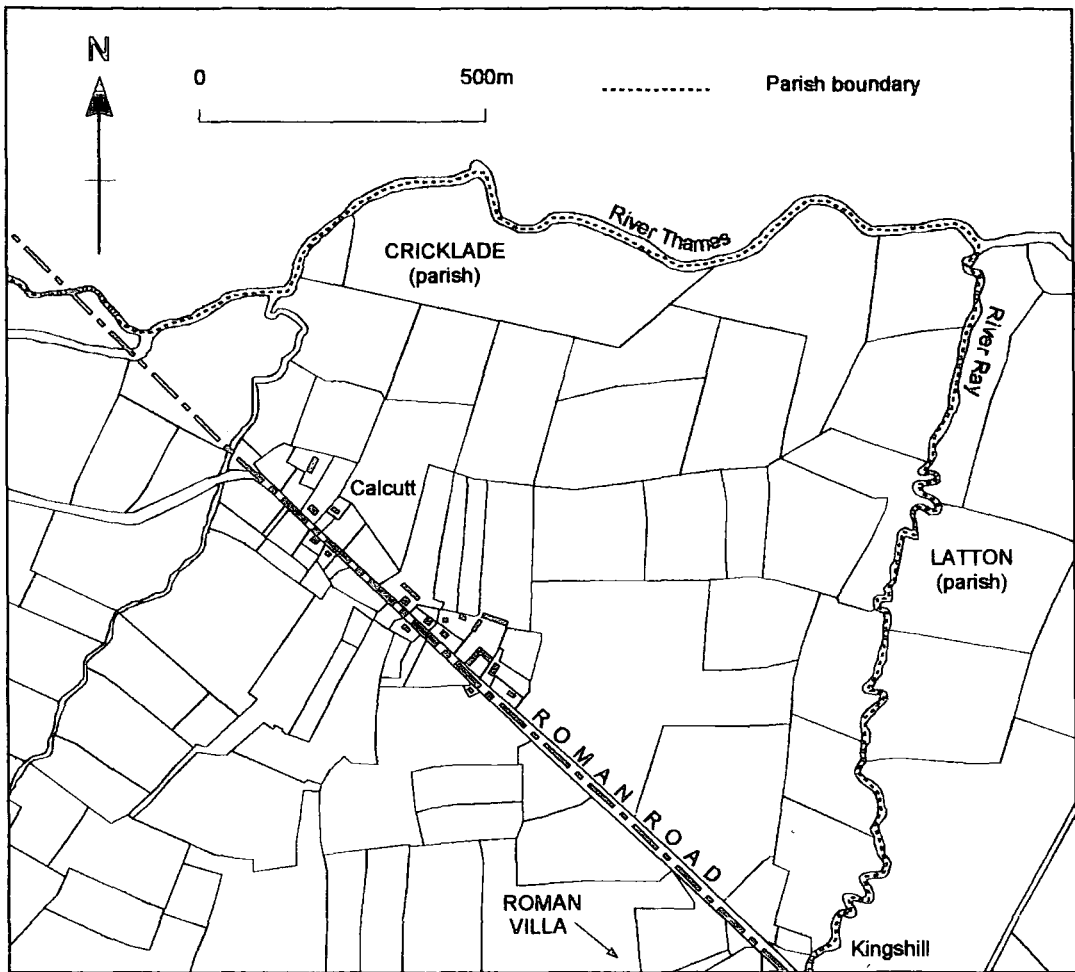 N
0
500m
Parish boundary
River Thames
CRICKLADE
(parish)
River Ray
Calcutt
LATTON
(parish)
ROMAN ROAD
ROMAN
VILLA
Kingshill